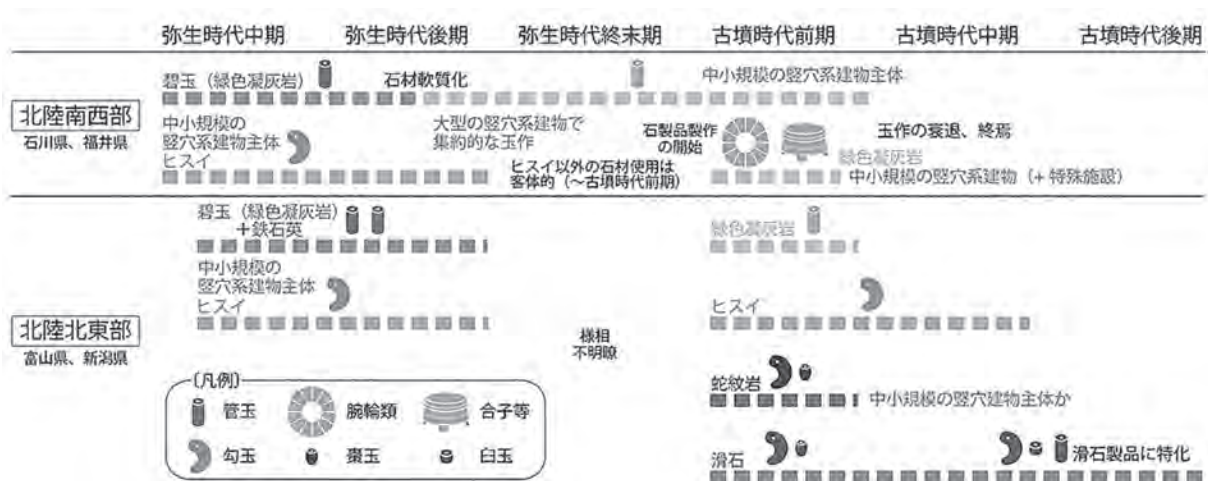 弥生時代中期 弥生時代後期 弥生時代終末期 古墳時代前期 古墳時代中期 古墳時代後期
北陸南西部
石川県、福井県
碧玉（緑色凝灰岩）
石材軟質化
中小規模の竪穴系建物主体
中小規模の
竪穴系建物主体
ヒスイ
大型の竪穴系建物で
集約的な玉作
ヒスイ以外の石材使用は
客体的（～古墳時代前期）
石製品製作
の開始
玉作の衰退、終焉
緑色凝灰岩
中小規模の竪穴系建物（＋特殊施設）
北陸北東部
富山県、新潟県
碧玉（緑色凝灰岩）
＋鉄石英
中小規模の
竪穴系建物主体
ヒスイ
様相
不明瞭
緑色凝灰岩
ヒスイ
蛇紋岩
中小規模の竪穴建物主体か
滑石
滑石製品に特化
（凡例）
管玉 腕輪類 合子等
勾玉 棗玉 臼玉